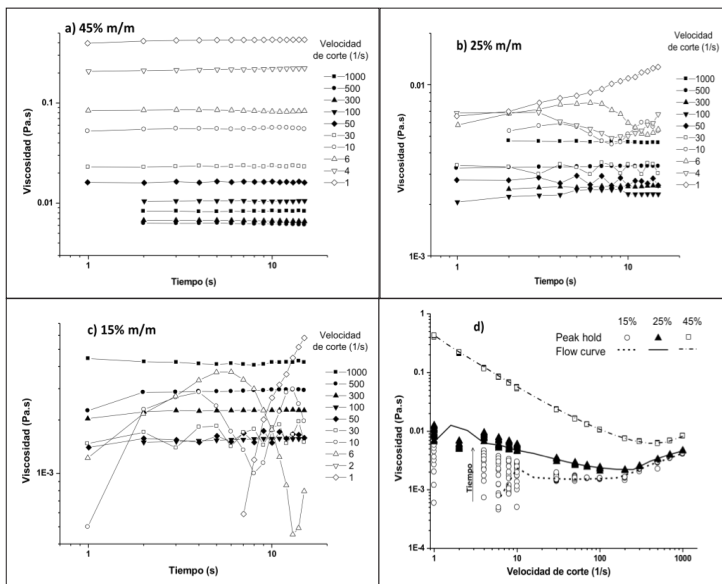 a) 45% m/m
Velocidad
de corte (1/s)
1000
500
300
100
50
30
10
6
4
1
0.1
0.01
1
10
Viscosidad (Pa.s)
Tiempo (s)
b) 25% m/m
Velocidad
de corte (1/s)
1000
500
300
100
50
30
10
6
4
1
0.01
1E-3
1
10
Viscosidad (Pa.s)
Tiempo (s)
c) 15% m/m
Velocidad
de corte (1/s)
1000
500
300
100
50
30
10
6
2
1
1E-3
1
10
Viscosidad (Pa.s)
Tiempo (s)
d)
15% 25% 45%
Peak hold
Flow curve
1
0.1
0.01
1E-3
1E-4
1
10
100
1000
Tiempo
Viscosidad (Pa.s)
Velocidad de corte (1/s)